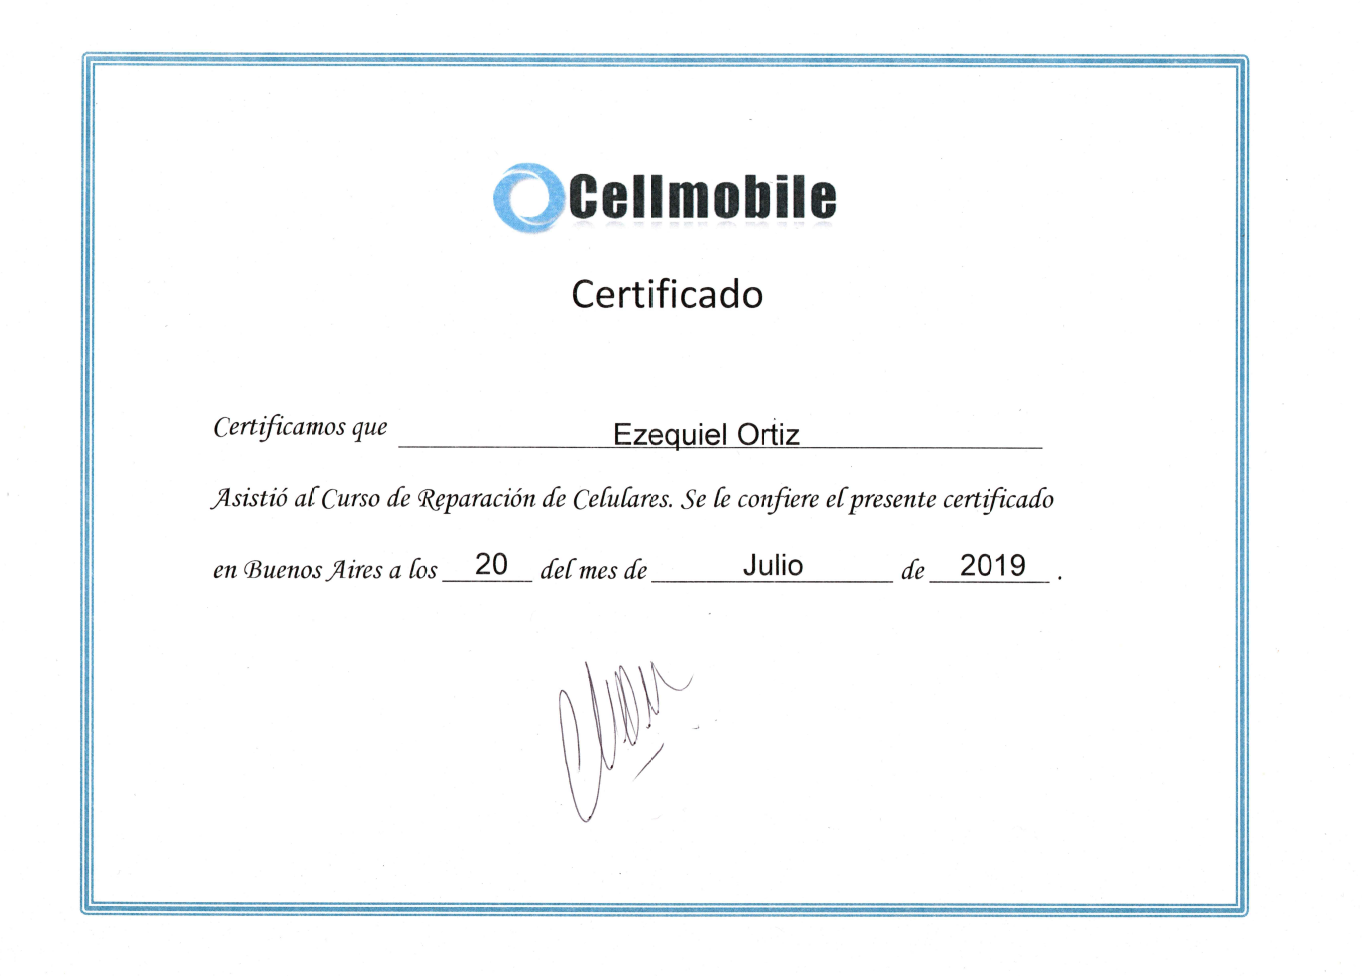 Cellmobile
Certificado
Certificamos que Ezequiel Ortiz
Asistió al Curso de Reparación de Celulares. Se le confiere el presente certificado
en Buenos Aires a los 20 del mes de Julio de 2019 .